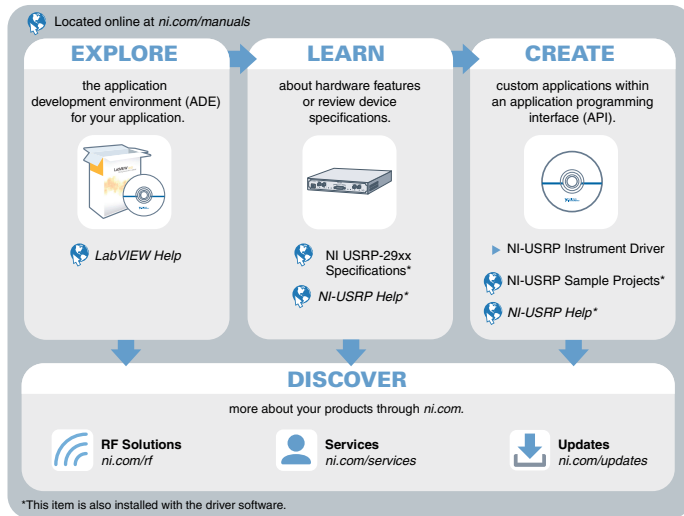 Located online at ni.com/manuals
EXPLORE
the application
development environment (ADE)
for your application.
LabVIEW
LabVIEW Help
LEARN
about hardware features
or review device
specifications.
NI USRP-29xx
Specifications*
NI-USRP Help*
CREATE
custom applications within
an application programming
interface (API).
NI-USRP Instrument Driver
NI-USRP Sample Projects*
NI-USRP Help*
DISCOVER
more about your products through ni.com.
RF Solutions
ni.com/rf
Services
ni.com/services
Updates
ni.com/updates
*This item is also installed with the driver software.